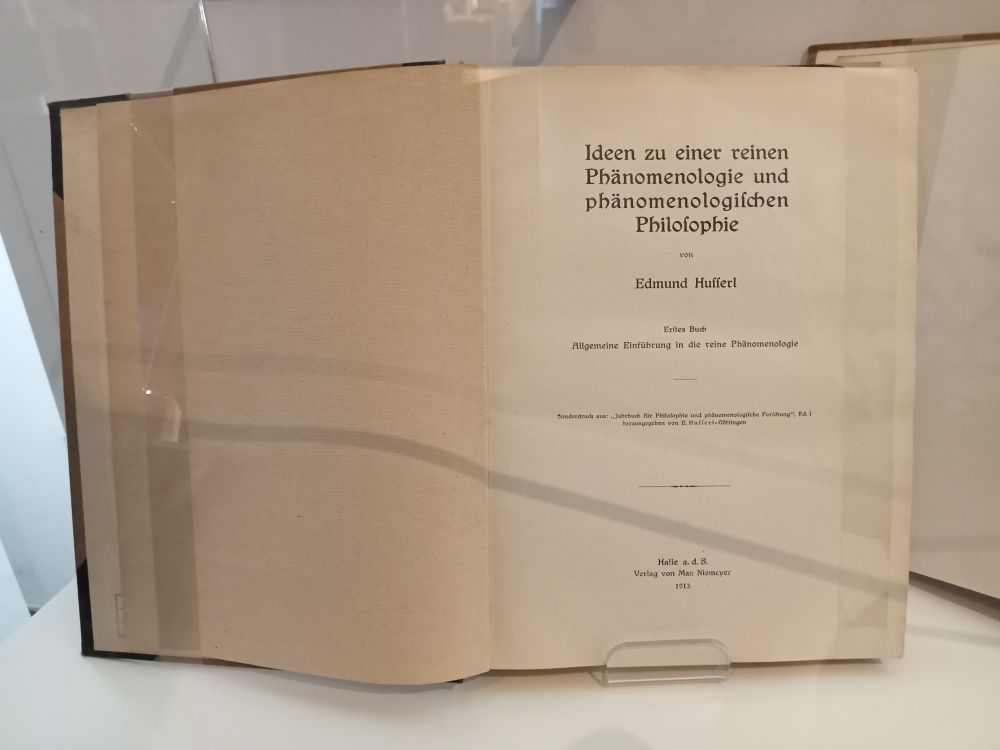 Ideen zu einer reinen
Phänomenologie und
phänomenologiſchen
Philoſophie
von
Edmund Huſſerl
Erſtes Buch
Allgemeine Einführung in die reine Phänomenologie
Sonderdruck aus: „Jahrbuch für Philoſophie und phänomenologiſche Forſchung“, Bd. I
herausgegeben von E. Huſſerl-Göttingen
Halle a. d. S.
Verlag von Max Niemeyer
1913